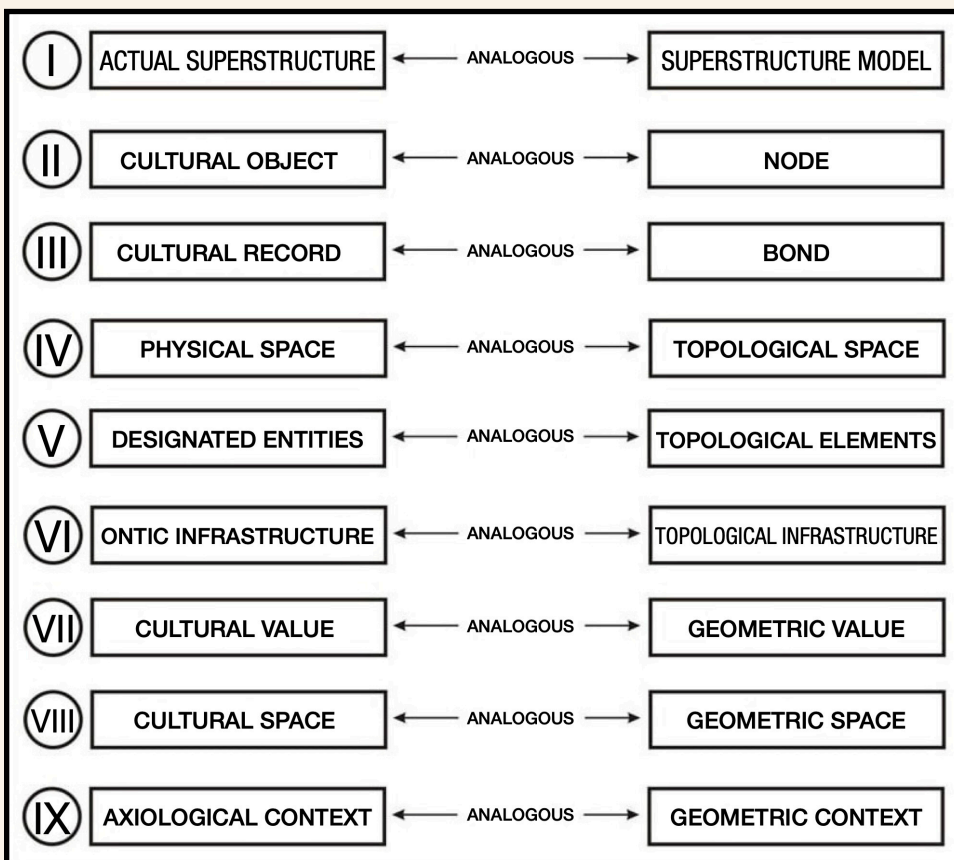 I ACTUAL SUPERSTRUCTURE ANALOGOUS SUPERSTRUCTURE MODEL
II CULTURAL OBJECT ANALOGOUS NODE
III CULTURAL RECORD ANALOGOUS BOND
IV PHYSICAL SPACE ANALOGOUS TOPOLOGICAL SPACE
V DESIGNATED ENTITIES ANALOGOUS TOPOLOGICAL ELEMENTS
VI ONTIC INFRASTRUCTURE ANALOGOUS TOPOLOGICAL INFRASTRUCTURE
VII CULTURAL VALUE ANALOGOUS GEOMETRIC VALUE
VIII CULTURAL SPACE ANALOGOUS GEOMETRIC SPACE
IX AXIOLOGICAL CONTEXT ANALOGOUS GEOMETRIC CONTEXT